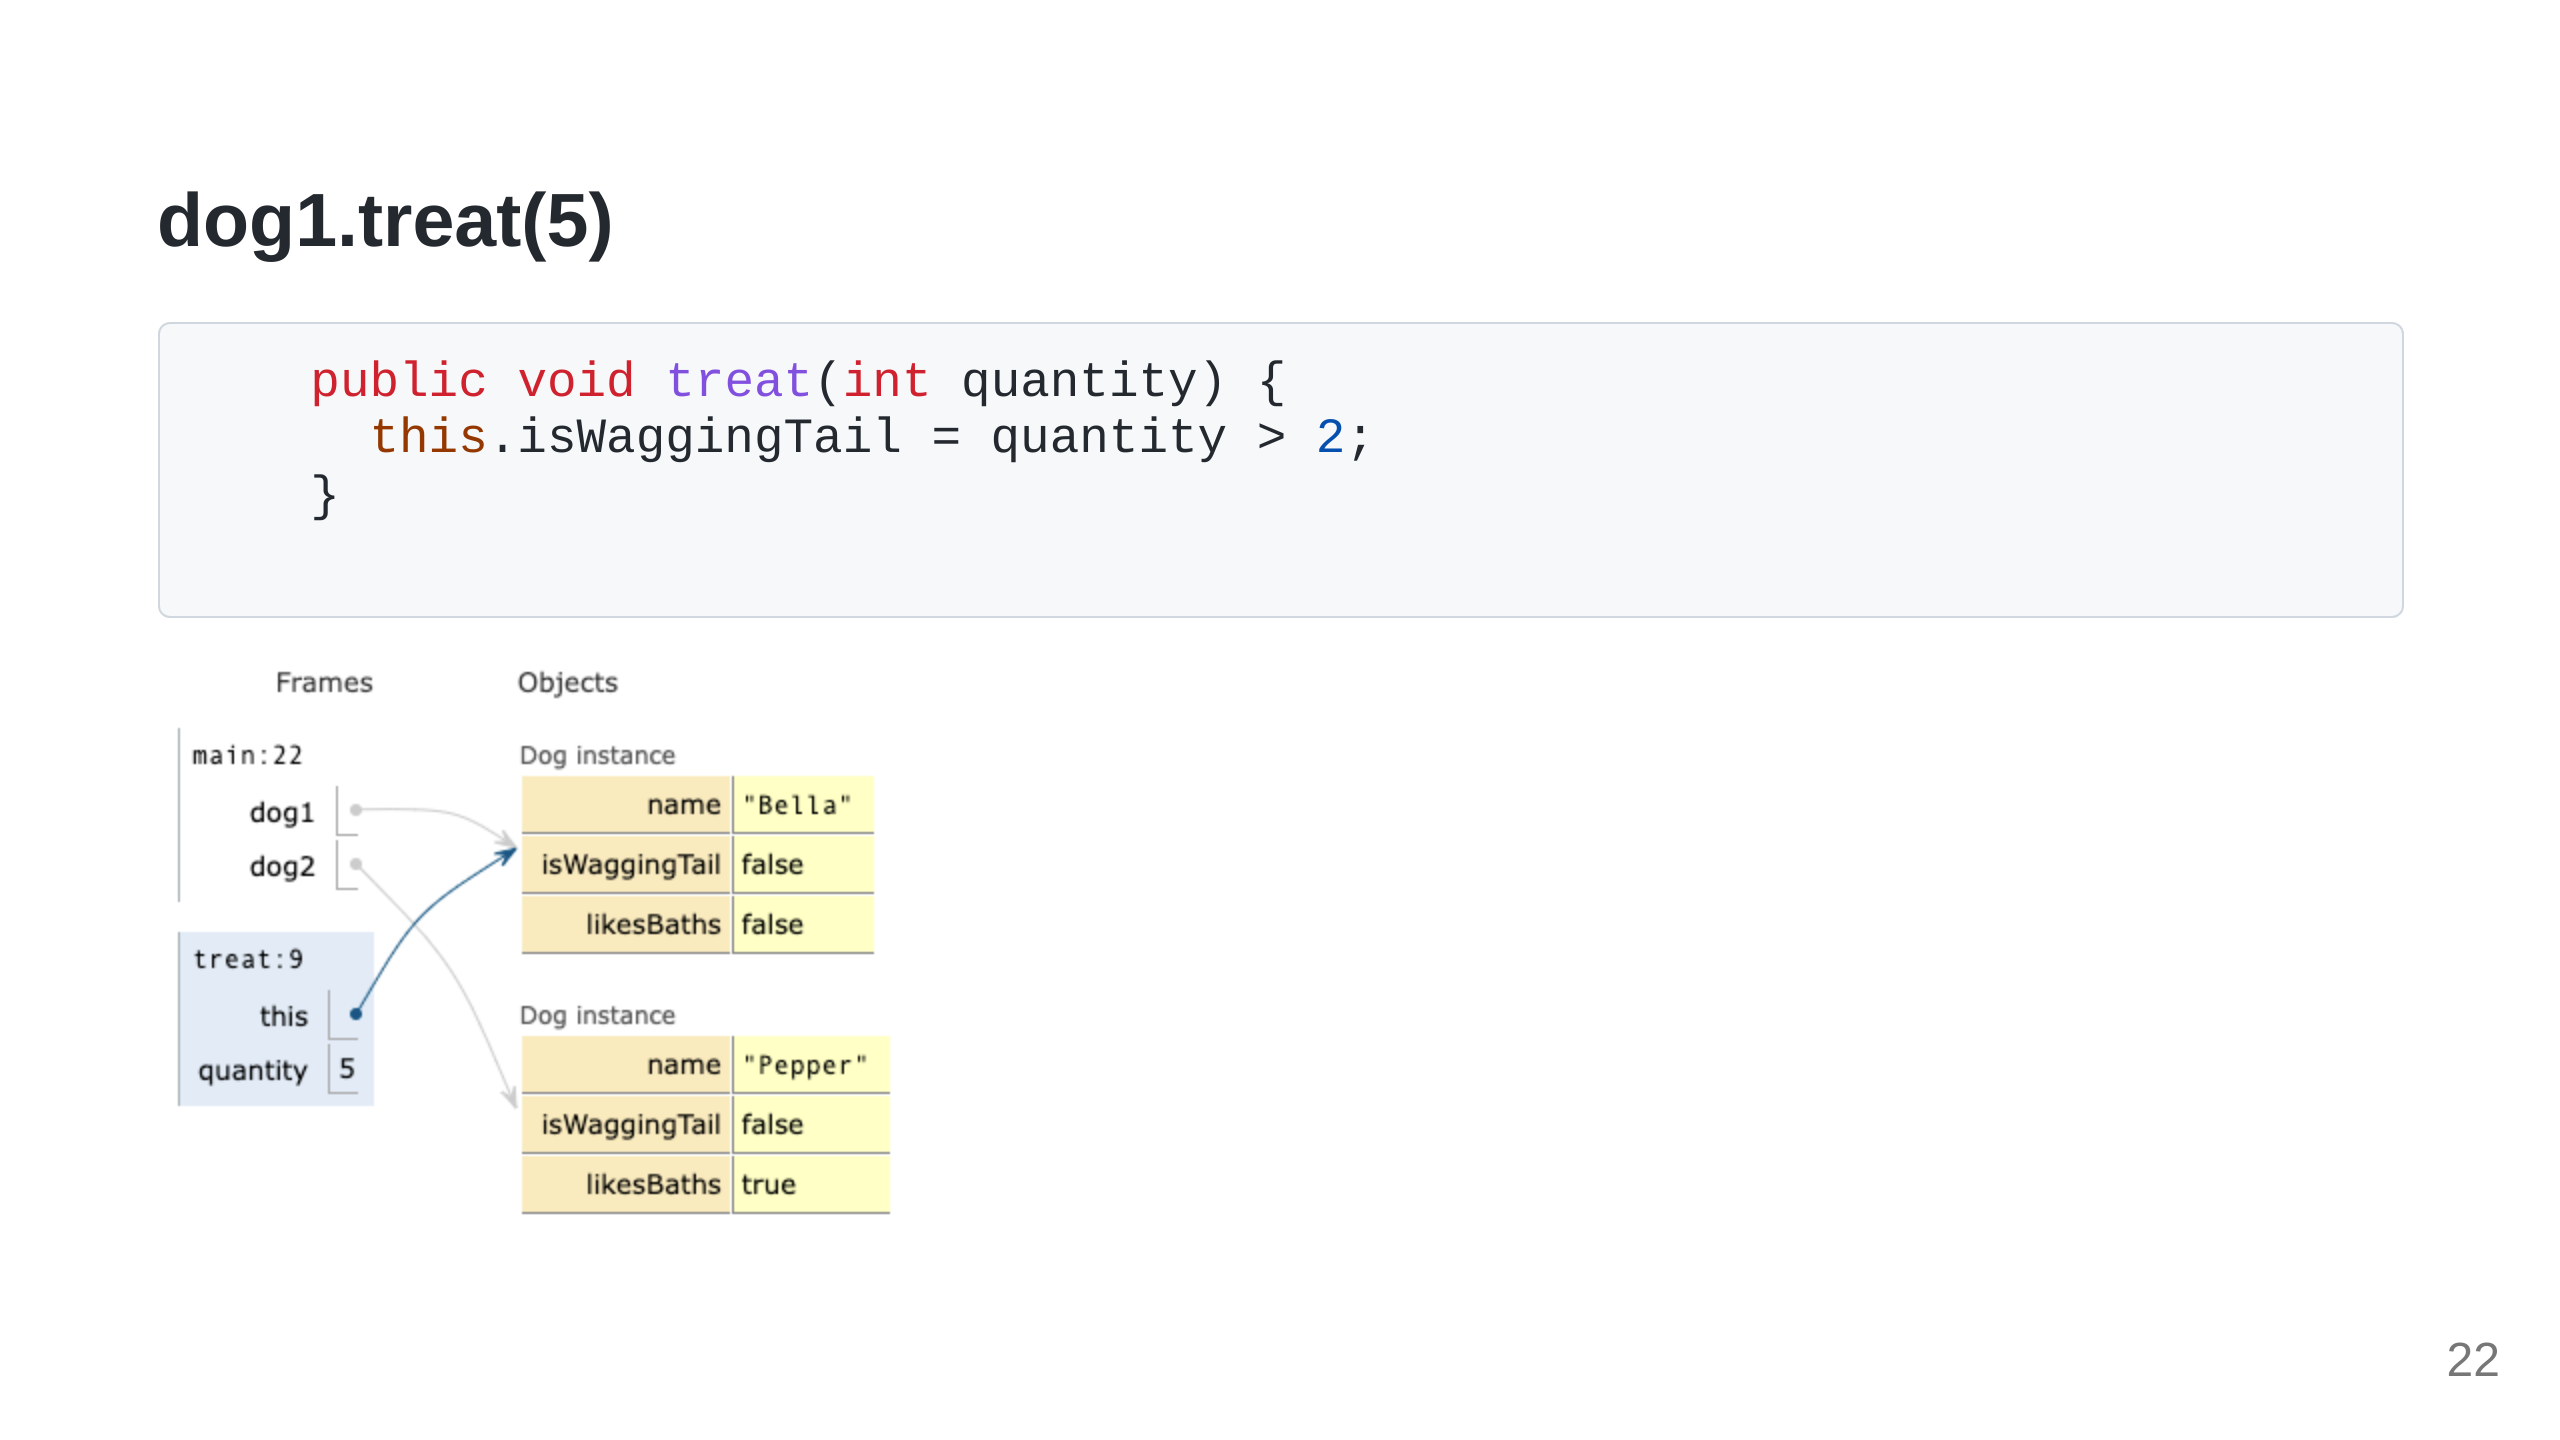 dog1.treat(5)
public void treat(int quantity) {
this.isWaggingTail = quantity > 2;
}
Frames Objects
main:22
dog1
dog2
treat:9
this
quantity 5
Dog instance
name "Bella"
isWaggingTail false
likesBaths false
Dog instance
name "Pepper"
isWaggingTail false
likesBaths true
22